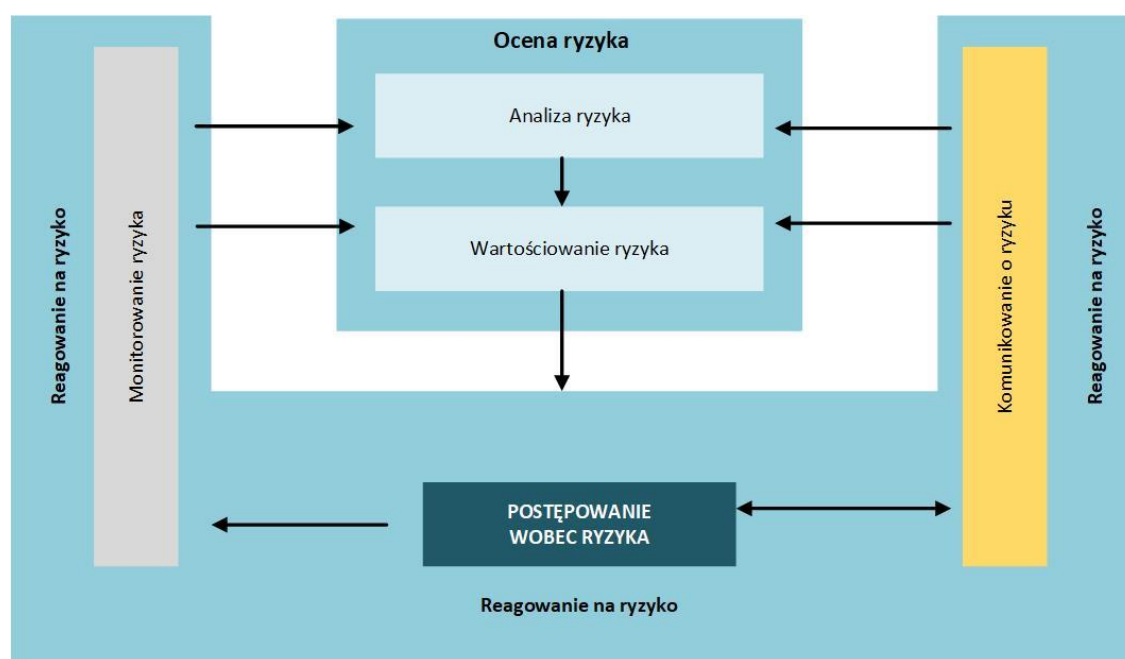 Ocena ryzyka
Analiza ryzyka
Wartościowanie ryzyka
Reagowanie na ryzyko
Monitorowanie ryzyka
Komunikowanie o ryzyku
Reagowanie na ryzyko
POSTĘPOWANIE
WOBEC RYZYKA
Reagowanie na ryzyko